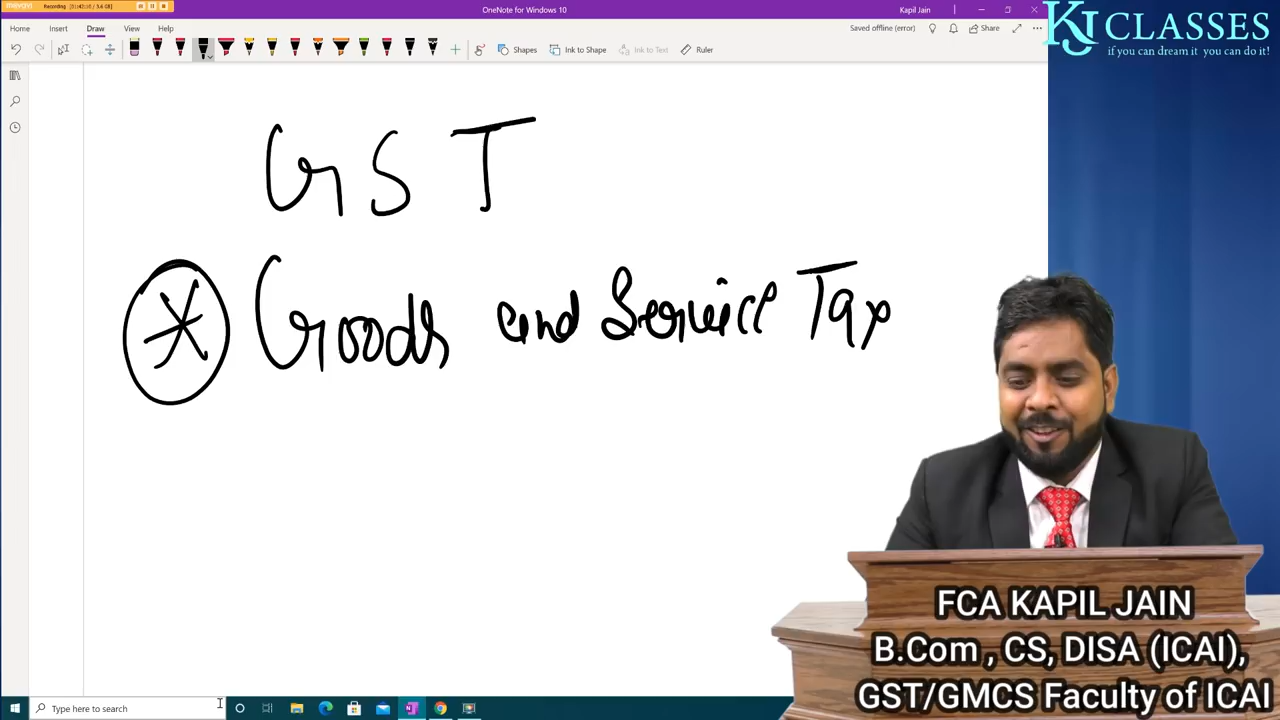 Recording
OneNote for Windows 10
Kapil Jain
Home Insert Draw View Help
Saved offline (error)
Share
Shapes
Ink to Shape
Ink to Text
Ruler
KJ CLASSES
if you can dream it you can do it!
GST
Goods and Service Tax
FCA KAPIL JAIN
B.Com , CS, DISA (ICAI),
GST/GMCS Faculty of ICAI
Type here to search